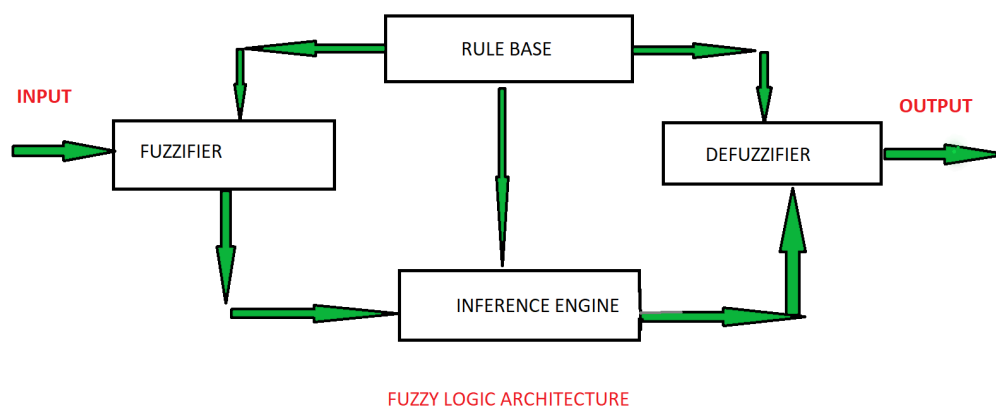 RULE BASE
INPUT
OUTPUT
FUZZIFIER
DEFUZZIFIER
INFERENCE ENGINE
FUZZY LOGIC ARCHITECTURE